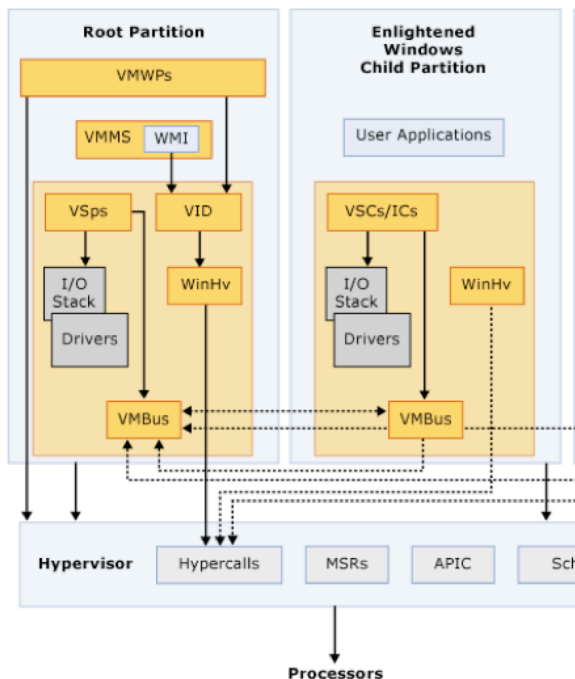 Root Partition
VMWPs
VMMS WMI
VSps VID
I/O
Stack
WinHv
Drivers
VMBus
Enlightened
Windows
Child Partition
User Applications
VSCs/ICs
I/O
Stack
WinHv
Drivers
VMBus
Hypervisor Hypercalls MSRs APIC Sch
Processors